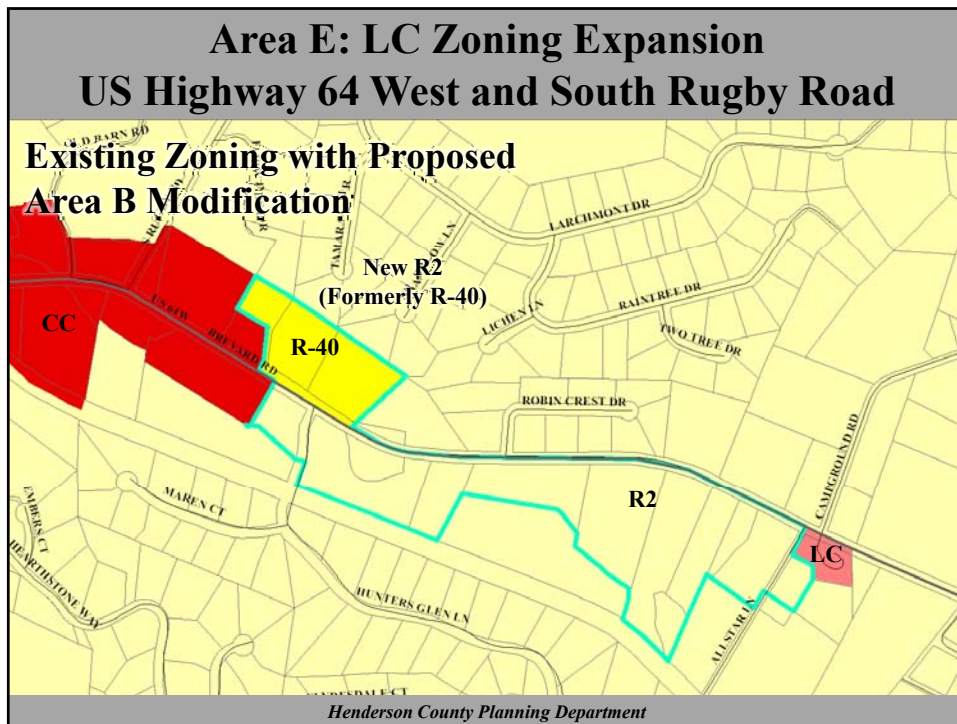 Area E: LC Zoning Expansion
US Highway 64 West and South Rugby Road
Existing Zoning with Proposed
Area B Modification
New R2
(Formerly R-40)
CC
R-40
R2
LC
LARCHMONT DR
RAINTREE DR
LICHEN LN
TWO TREE DR
ROBIN CREST DR
CAMPGROUND RD
US 64 W
BREVARD RD
MAREN CT
EMBERS CT
HUNTERS GLEN LN
ALLSTAR LN
Henderson County Planning Department